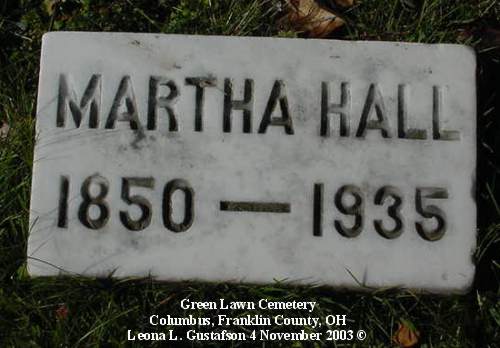 MARTHA HALL
1850 — 1935
Green Lawn Cemetery
Columbus, Franklin County, OH
Leona L. Gustafson 4 November 2003 ©